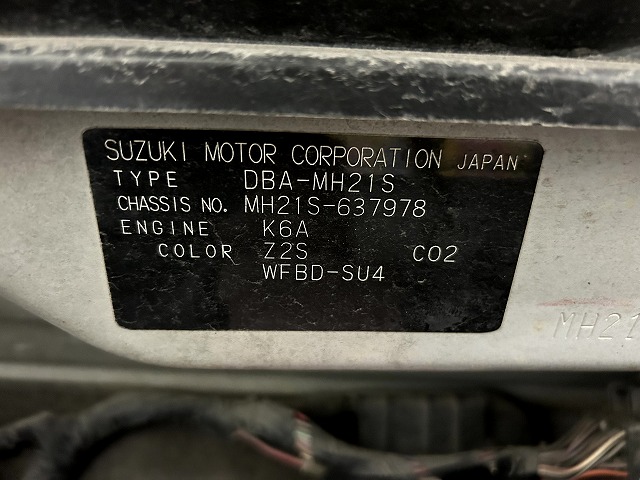 SUZUKI MOTOR CORPORATION JAPAN
TYPE DBA-MH21S
CHASSIS NO. MH21S-637978
ENGINE K6A
COLOR Z2S C02
WFBD-SU4
MH21